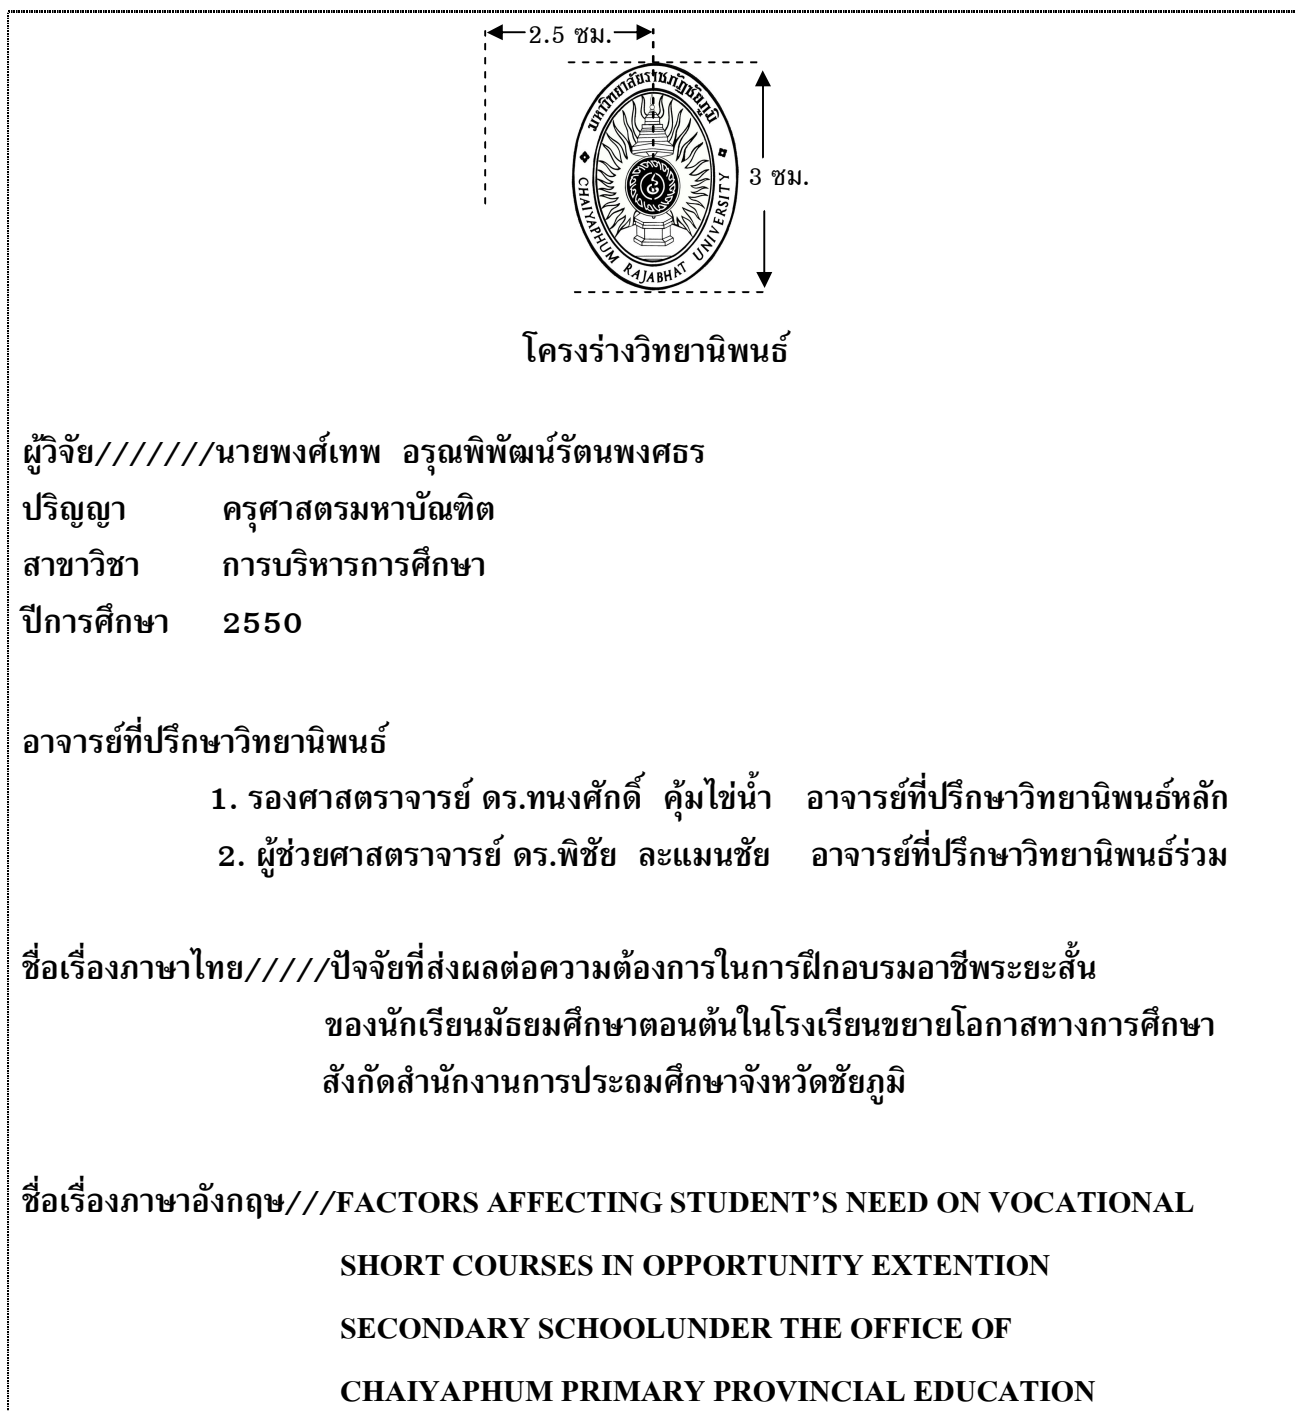 2.5 ซม.
มหาวิทยาลัยราชภัฏชัยภูมิ
CHAIYAPHUM RAJABHAT UNIVERSITY
3 ซม.
โครงร่างวิทยานิพนธ์
ผู้วิจัย///////นายพงศ์เทพ อรุณพิพัฒน์รัตนพงศธร
ปริญญา ครุศาสตรมหาบัณฑิต
สาขาวิชา การบริหารการศึกษา
ปีการศึกษา 2550
อาจารย์ที่ปรึกษาวิทยานิพนธ์
1. รองศาสตราจารย์ ดร.ทนงศักดิ์ คุ้มไข่น้ำ อาจารย์ที่ปรึกษาวิทยานิพนธ์หลัก
2. ผู้ช่วยศาสตราจารย์ ดร.พิชัย ละแมนชัย อาจารย์ที่ปรึกษาวิทยานิพนธ์ร่วม
ชื่อเรื่องภาษาไทย/////ปัจจัยที่ส่งผลต่อความต้องการในการฝึกอบรมอาชีพระยะสั้น
ของนักเรียนมัธยมศึกษาตอนต้นในโรงเรียนขยายโอกาสทางการศึกษา
สังกัดสำนักงานการประถมศึกษาจังหวัดชัยภูมิ
ชื่อเรื่องภาษาอังกฤษ///FACTORS AFFECTING STUDENT’S NEED ON VOCATIONAL
SHORT COURSES IN OPPORTUNITY EXTENTION
SECONDARY SCHOOLUNDER THE OFFICE OF
CHAIYAPHUM PRIMARY PROVINCIAL EDUCATION